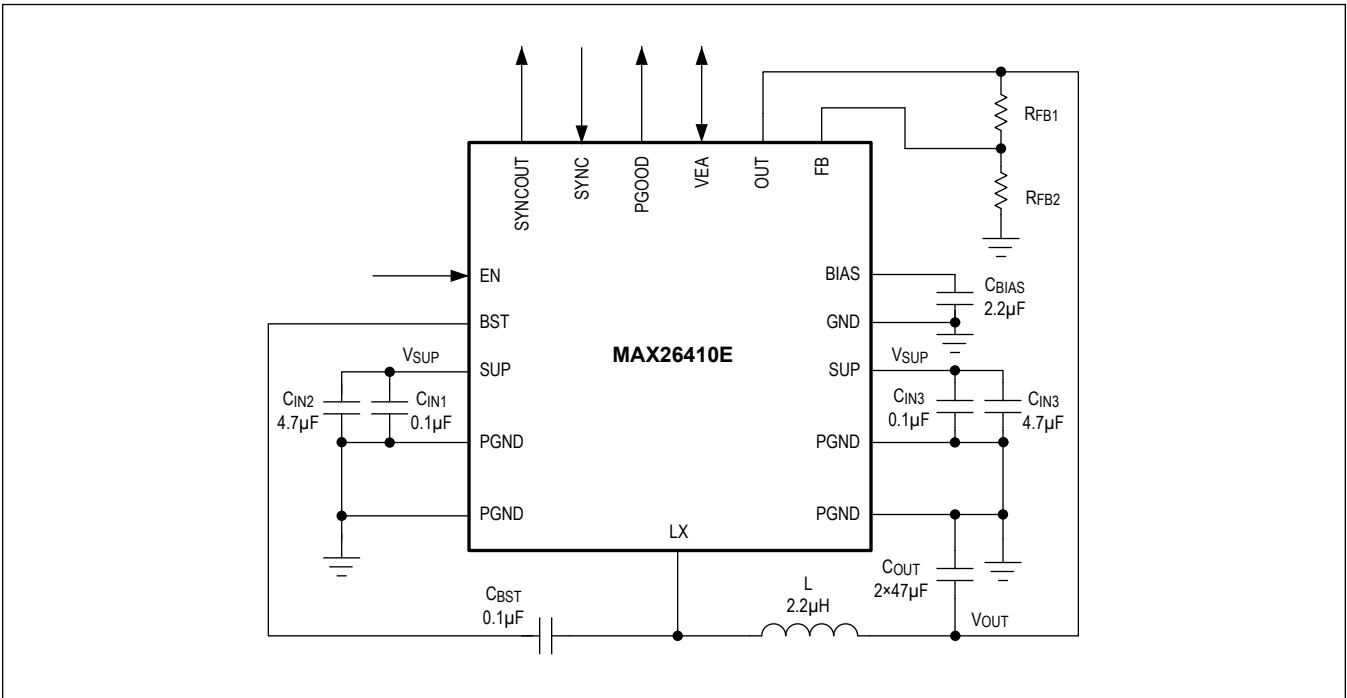 SYNCOUT
SYNC
PGOOD
VEA
OUT
FB
RFB1
RFB2
EN
BST
SUP
PGND
PGND
VSUP
CIN2
4.7µF
CIN1
0.1µF
MAX26410E
BIAS
GND
SUP
PGND
PGND
CBIAS
2.2µF
VSUP
CIN3
0.1µF
CIN3
4.7µF
LX
CBST
0.1µF
L
2.2µH
COUT
2×47µF
VOUT